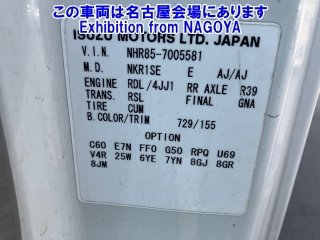 この車は名古屋会場にあります
Exhibition from NAGOYA
ISUZU MOTORS LTD. JAPAN
V.I.N. NHR85-7005581
M.D. NKR1SE E AJ/AJ
ENGINE RDL/4JJ1 RR AXLE R39
TRANS. RSL FINAL GNA
TIRE CUM
B.COLOR/TRIM 729/155
OPTION
C60 E7N FF0 G50 RPQ U69
V4R 25W 6YE 7YN 8GJ 8GR
8JM